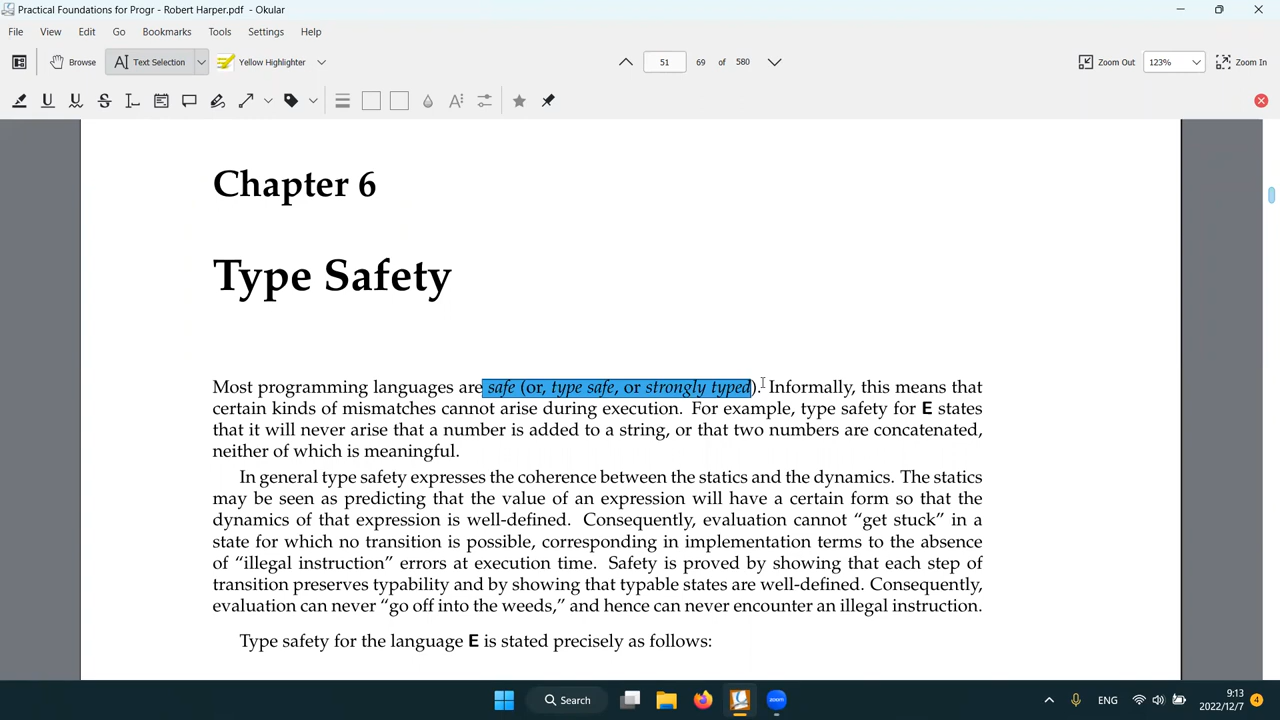 Practical Foundations for Progr - Robert Harper.pdf - Okular
File View Edit Go Bookmarks Tools Settings Help
Browse Text Selection Yellow Highlighter 51 69 of 580 Zoom Out 123% Zoom In
Chapter 6
Type Safety
Most programming languages are safe (or, type safe, or strongly typed). Informally, this means that
certain kinds of mismatches cannot arise during execution. For example, type safety for E states
that it will never arise that a number is added to a string, or that two numbers are concatenated,
neither of which is meaningful.
In general type safety expresses the coherence between the statics and the dynamics. The statics
may be seen as predicting that the value of an expression will have a certain form so that the
dynamics of that expression is well-defined. Consequently, evaluation cannot “get stuck” in a
state for which no transition is possible, corresponding in implementation terms to the absence
of “illegal instruction” errors at execution time. Safety is proved by showing that each step of
transition preserves typability and by showing that typable states are well-defined. Consequently,
evaluation can never “go off into the weeds,” and hence can never encounter an illegal instruction.
Type safety for the language E is stated precisely as follows:
Search zoom ENG 9:13 4
2022/12/7